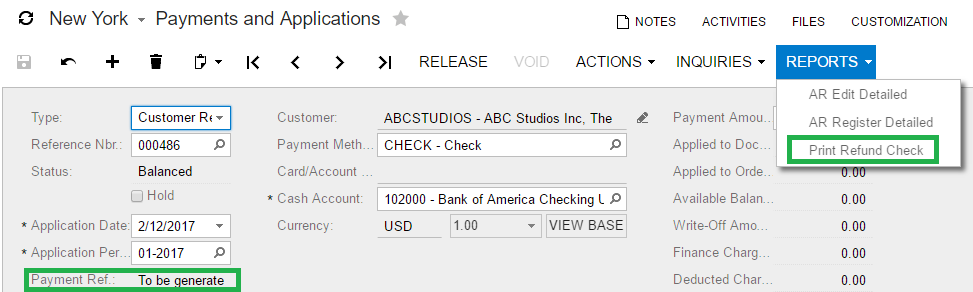 New York Payments and Applications NOTES ACTIVITIES FILES CUSTOMIZATION
RELEASE VOID ACTIONS INQUIRIES REPORTS
AR Edit Detailed
AR Register Detailed
Print Refund Check
Type: Customer Re Customer: ABCSTUDIOS - ABC Studios Inc, The Payment Amou...
Reference Nbr.: 000486 Payment Meth... CHECK - Check Applied to Doc...
Status: Balanced Card/Account ... Applied to Orde... 0.00
Hold * Cash Account: 102000 - Bank of America Checking U Available Balan... 0.00
* Application Date: 2/12/2017 Currency: USD 1.00 VIEW BASE Write-Off Amo... 0.00
* Application Per... 01-2017 Finance Charg... 0.00
Payment Ref.: To be generate Deducted Char... 0.00